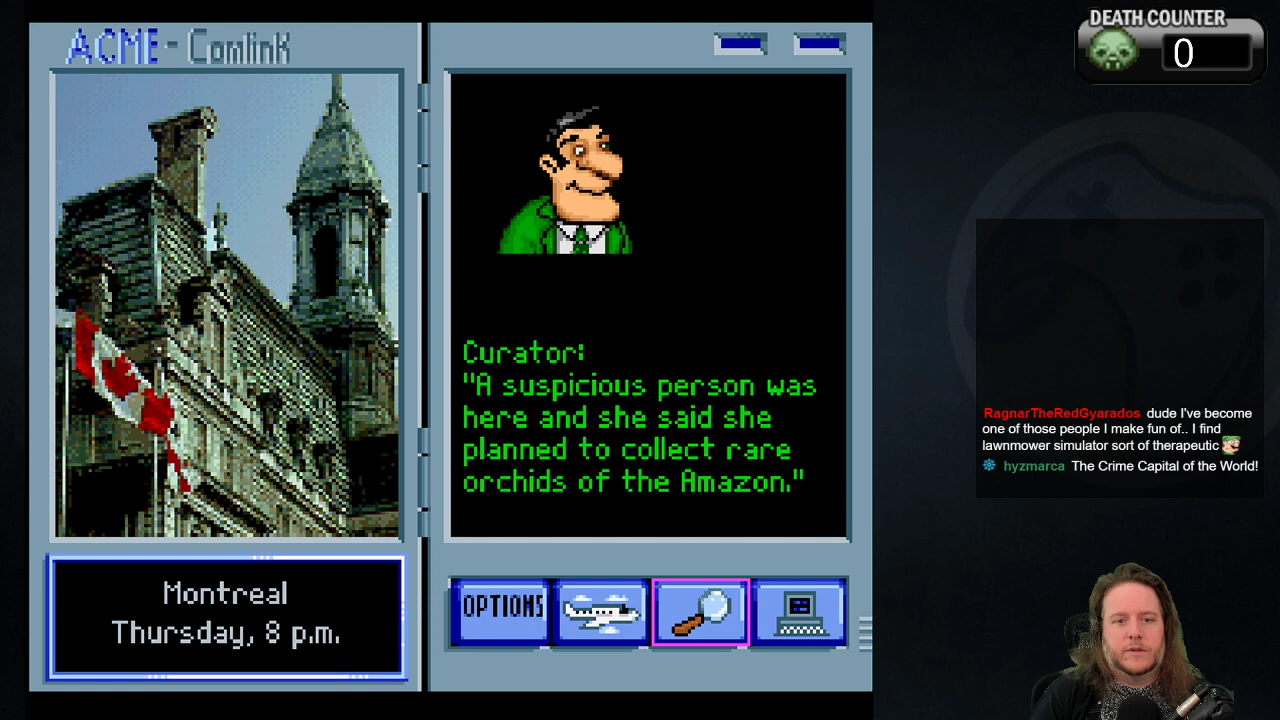 ACME - Comlink
DEATH COUNTER
0
Curator:
"A suspicious person was
here and she said she
planned to collect rare
orchids of the Amazon."
RagnarTheRedGyarados dude I've become
one of those people I make fun of.. I find
lawnmower simulator sort of therapeutic
hyzmarca The Crime Capital of the World!
Montreal
Thursday, 8 p.m.
OPTIONS